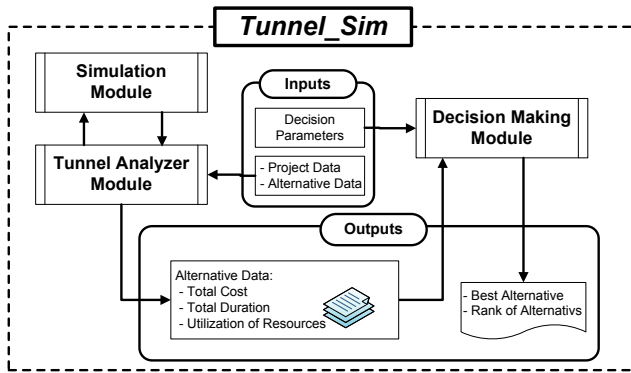 Tunnel_Sim
Simulation
Module
Inputs
Decision
Parameters
Decision Making
Module
Tunnel Analyzer
Module
- Project Data
- Alternative Data
Outputs
Alternative Data:
- Total Cost
- Total Duration
- Utilization of Resources
- Best Alternative
- Rank of Alternativs